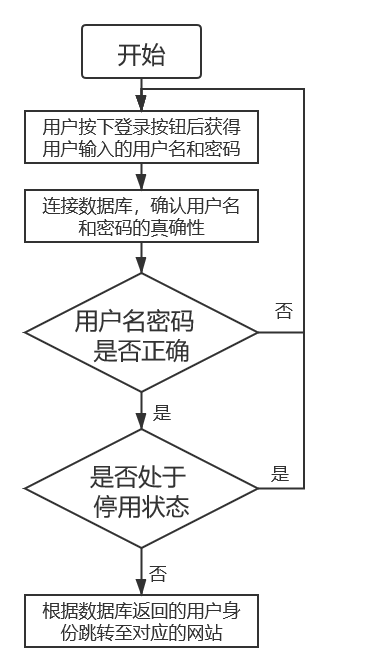 开始
用户按下登录按钮后获得
用户输入的用户名和密码
连接数据库，确认用户名
和密码的真确性
用户名密码
是否正确
否
是
是否处于
停用状态
是
否
根据数据库返回的用户身
份跳转至对应的网站